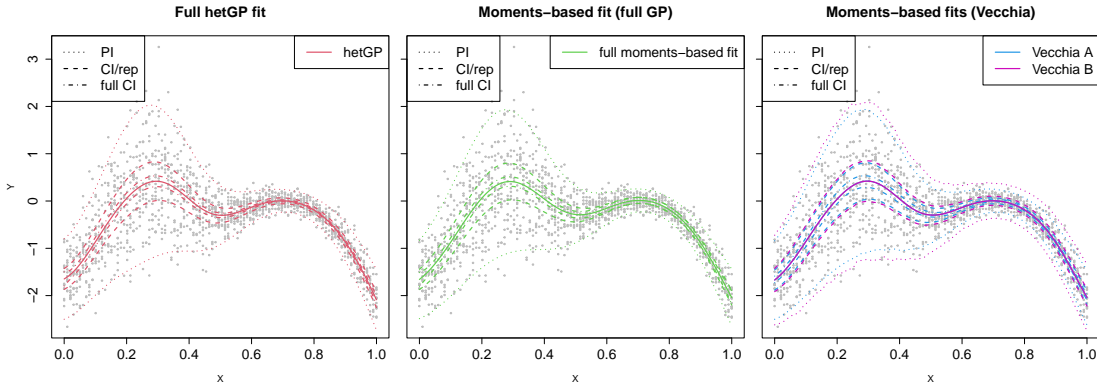 Full hetGP fit
Moments−based fit (full GP)
Moments−based fits (Vecchia)
PI
CI/rep
full CI
hetGP
PI
CI/rep
full CI
full moments−based fit
PI
CI/rep
full CI
Vecchia A
Vecchia B
Y
3
2
1
0
−1
−2
0.0 0.2 0.4 0.6 0.8 1.0
0.0 0.2 0.4 0.6 0.8 1.0
0.0 0.2 0.4 0.6 0.8 1.0
X
X
X